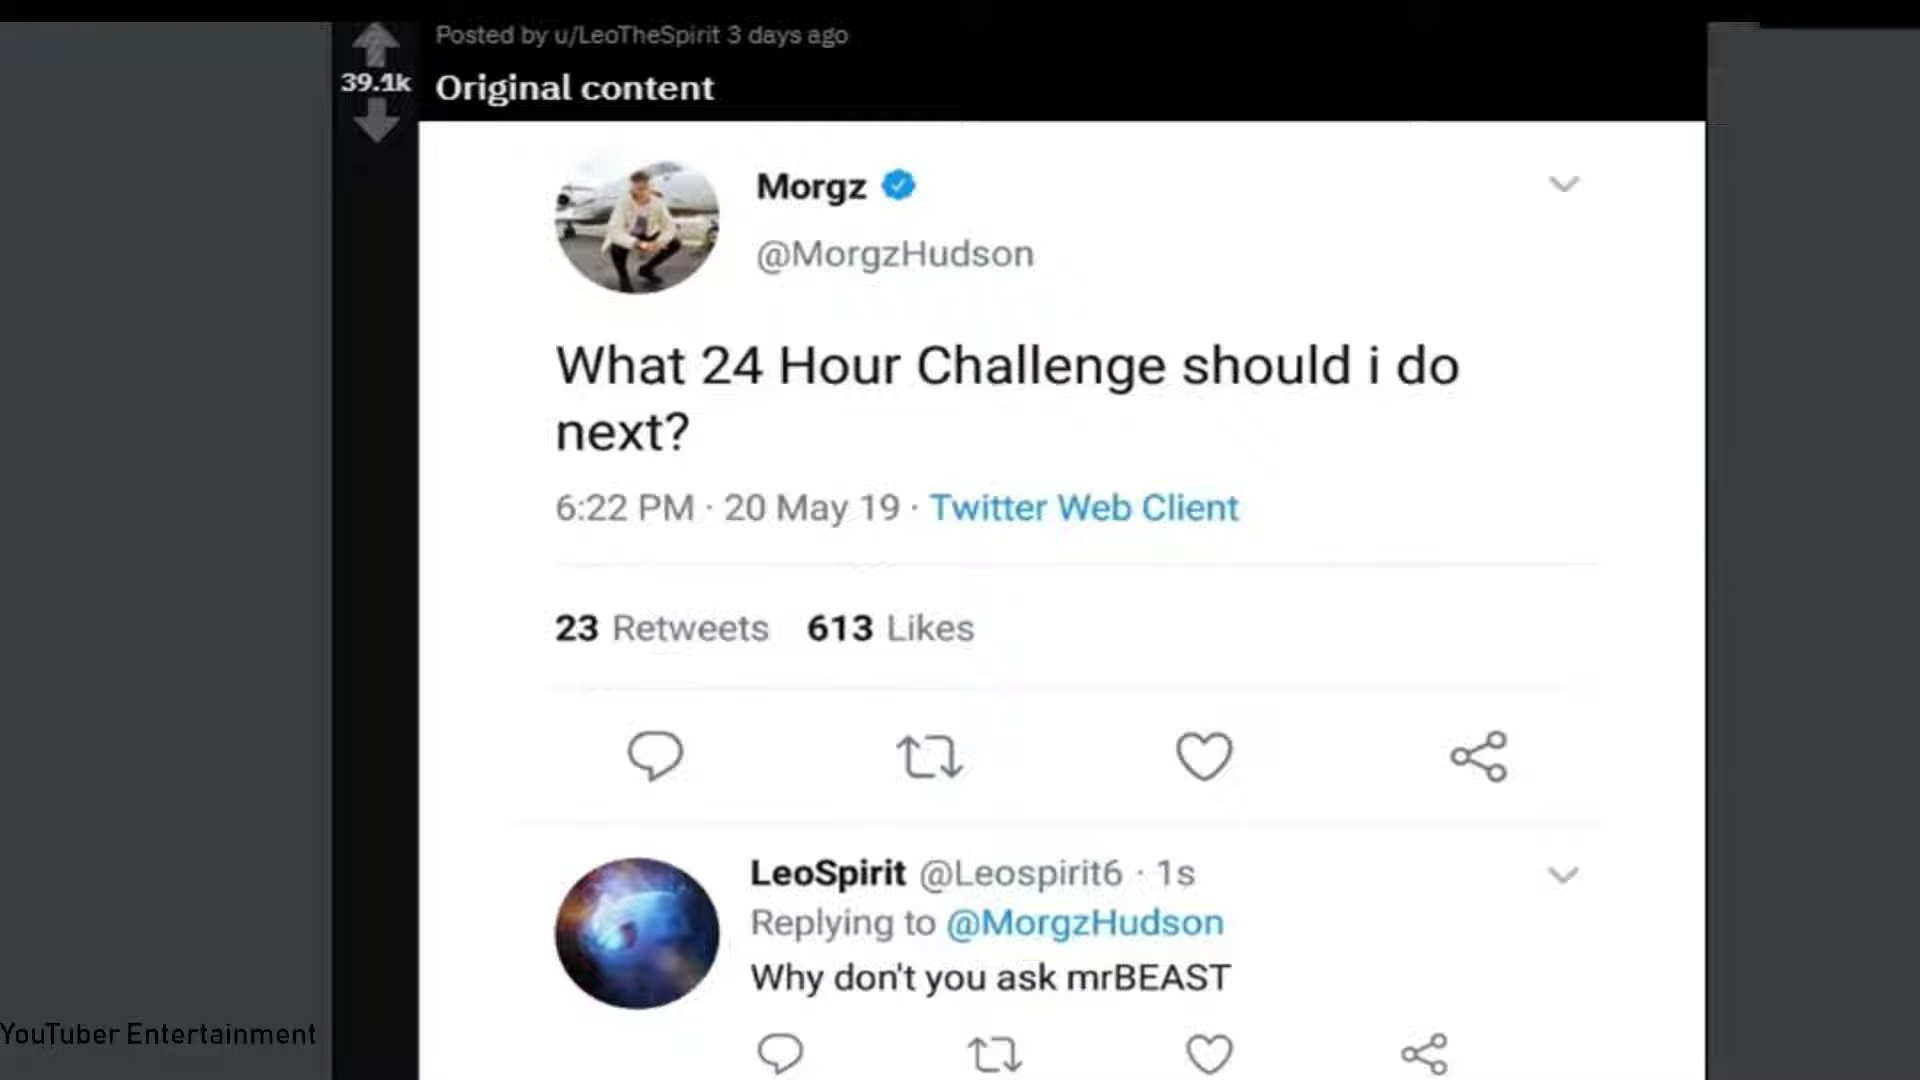 Posted by u/LeoTheSpirit 3 days ago
39.1k
Original content
Morgz
@MorgzHudson
What 24 Hour Challenge should i do
next?
6:22 PM · 20 May 19 · Twitter Web Client
23 Retweets 613 Likes
LeoSpirit @Leospirit6 · 1s
Replying to @MorgzHudson
Why don't you ask mrBEAST
YouTuber Entertainment